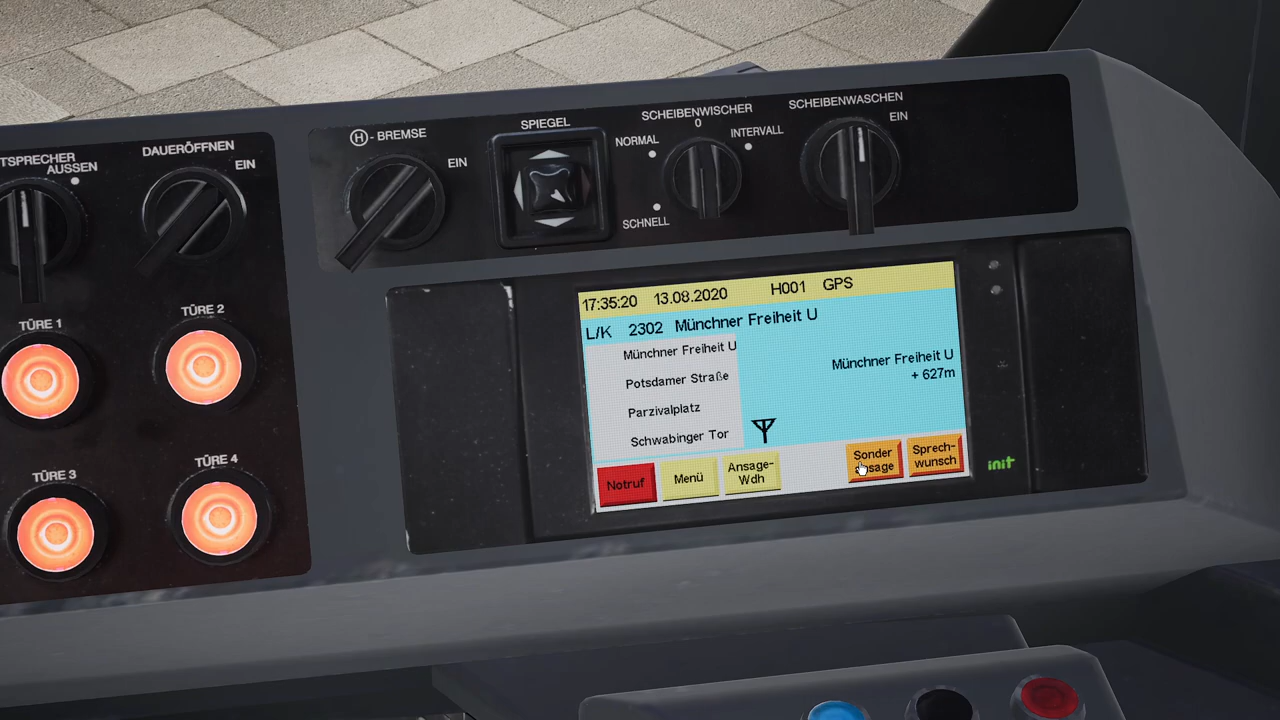 TSPRECHER
AUSSEN
DAUERÖFFNEN
EIN
Ⓗ - BREMSE
EIN
SPIEGEL
SCHEIBENWISCHER
0
NORMAL
INTERVALL
SCHNELL
SCHEIBENWASCHEN
EIN
TÜRE 1
TÜRE 2
TÜRE 3
TÜRE 4
17:35:20 13.08.2020 H001 GPS
L/K 2302 Münchner Freiheit U
Münchner Freiheit U
Potsdamer Straße
Parzivalplatz
Schwabinger Tor
Münchner Freiheit U
+ 627m
Notruf
Menü
Ansage-
Wdh
Sonder
nsage
Sprech-
wunsch
init